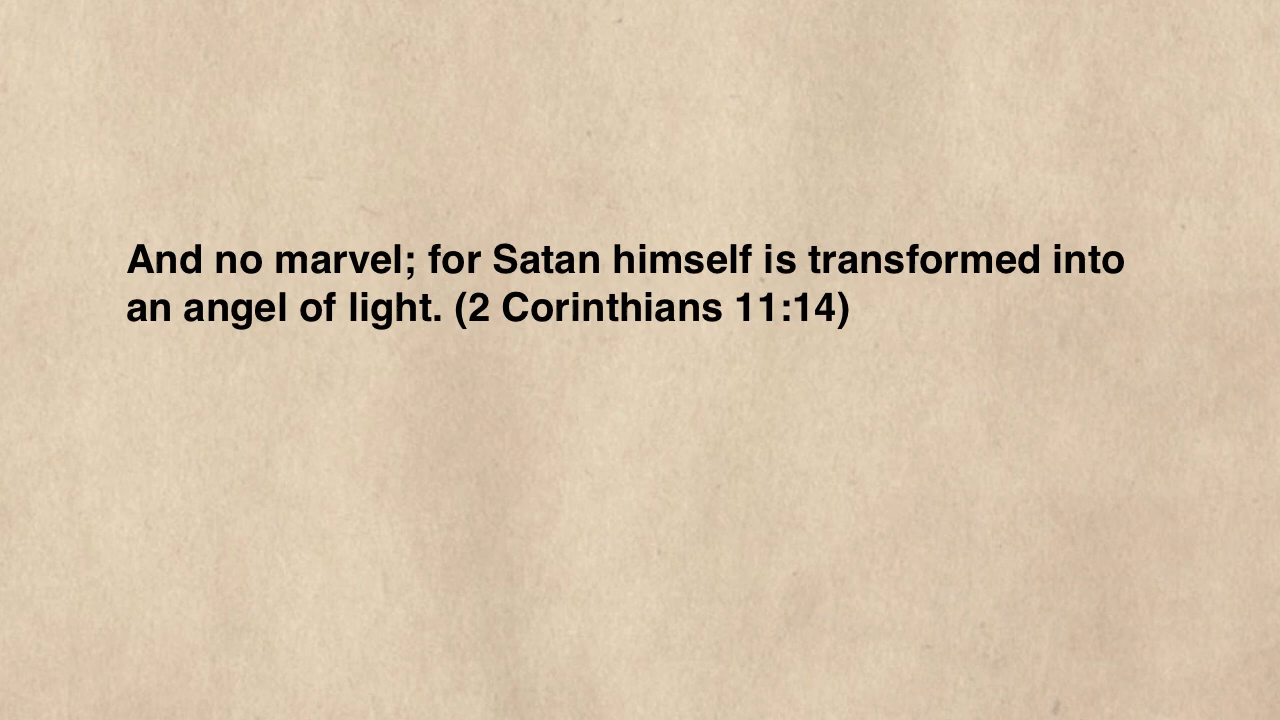 And no marvel; for Satan himself is transformed into
an angel of light. (2 Corinthians 11:14)